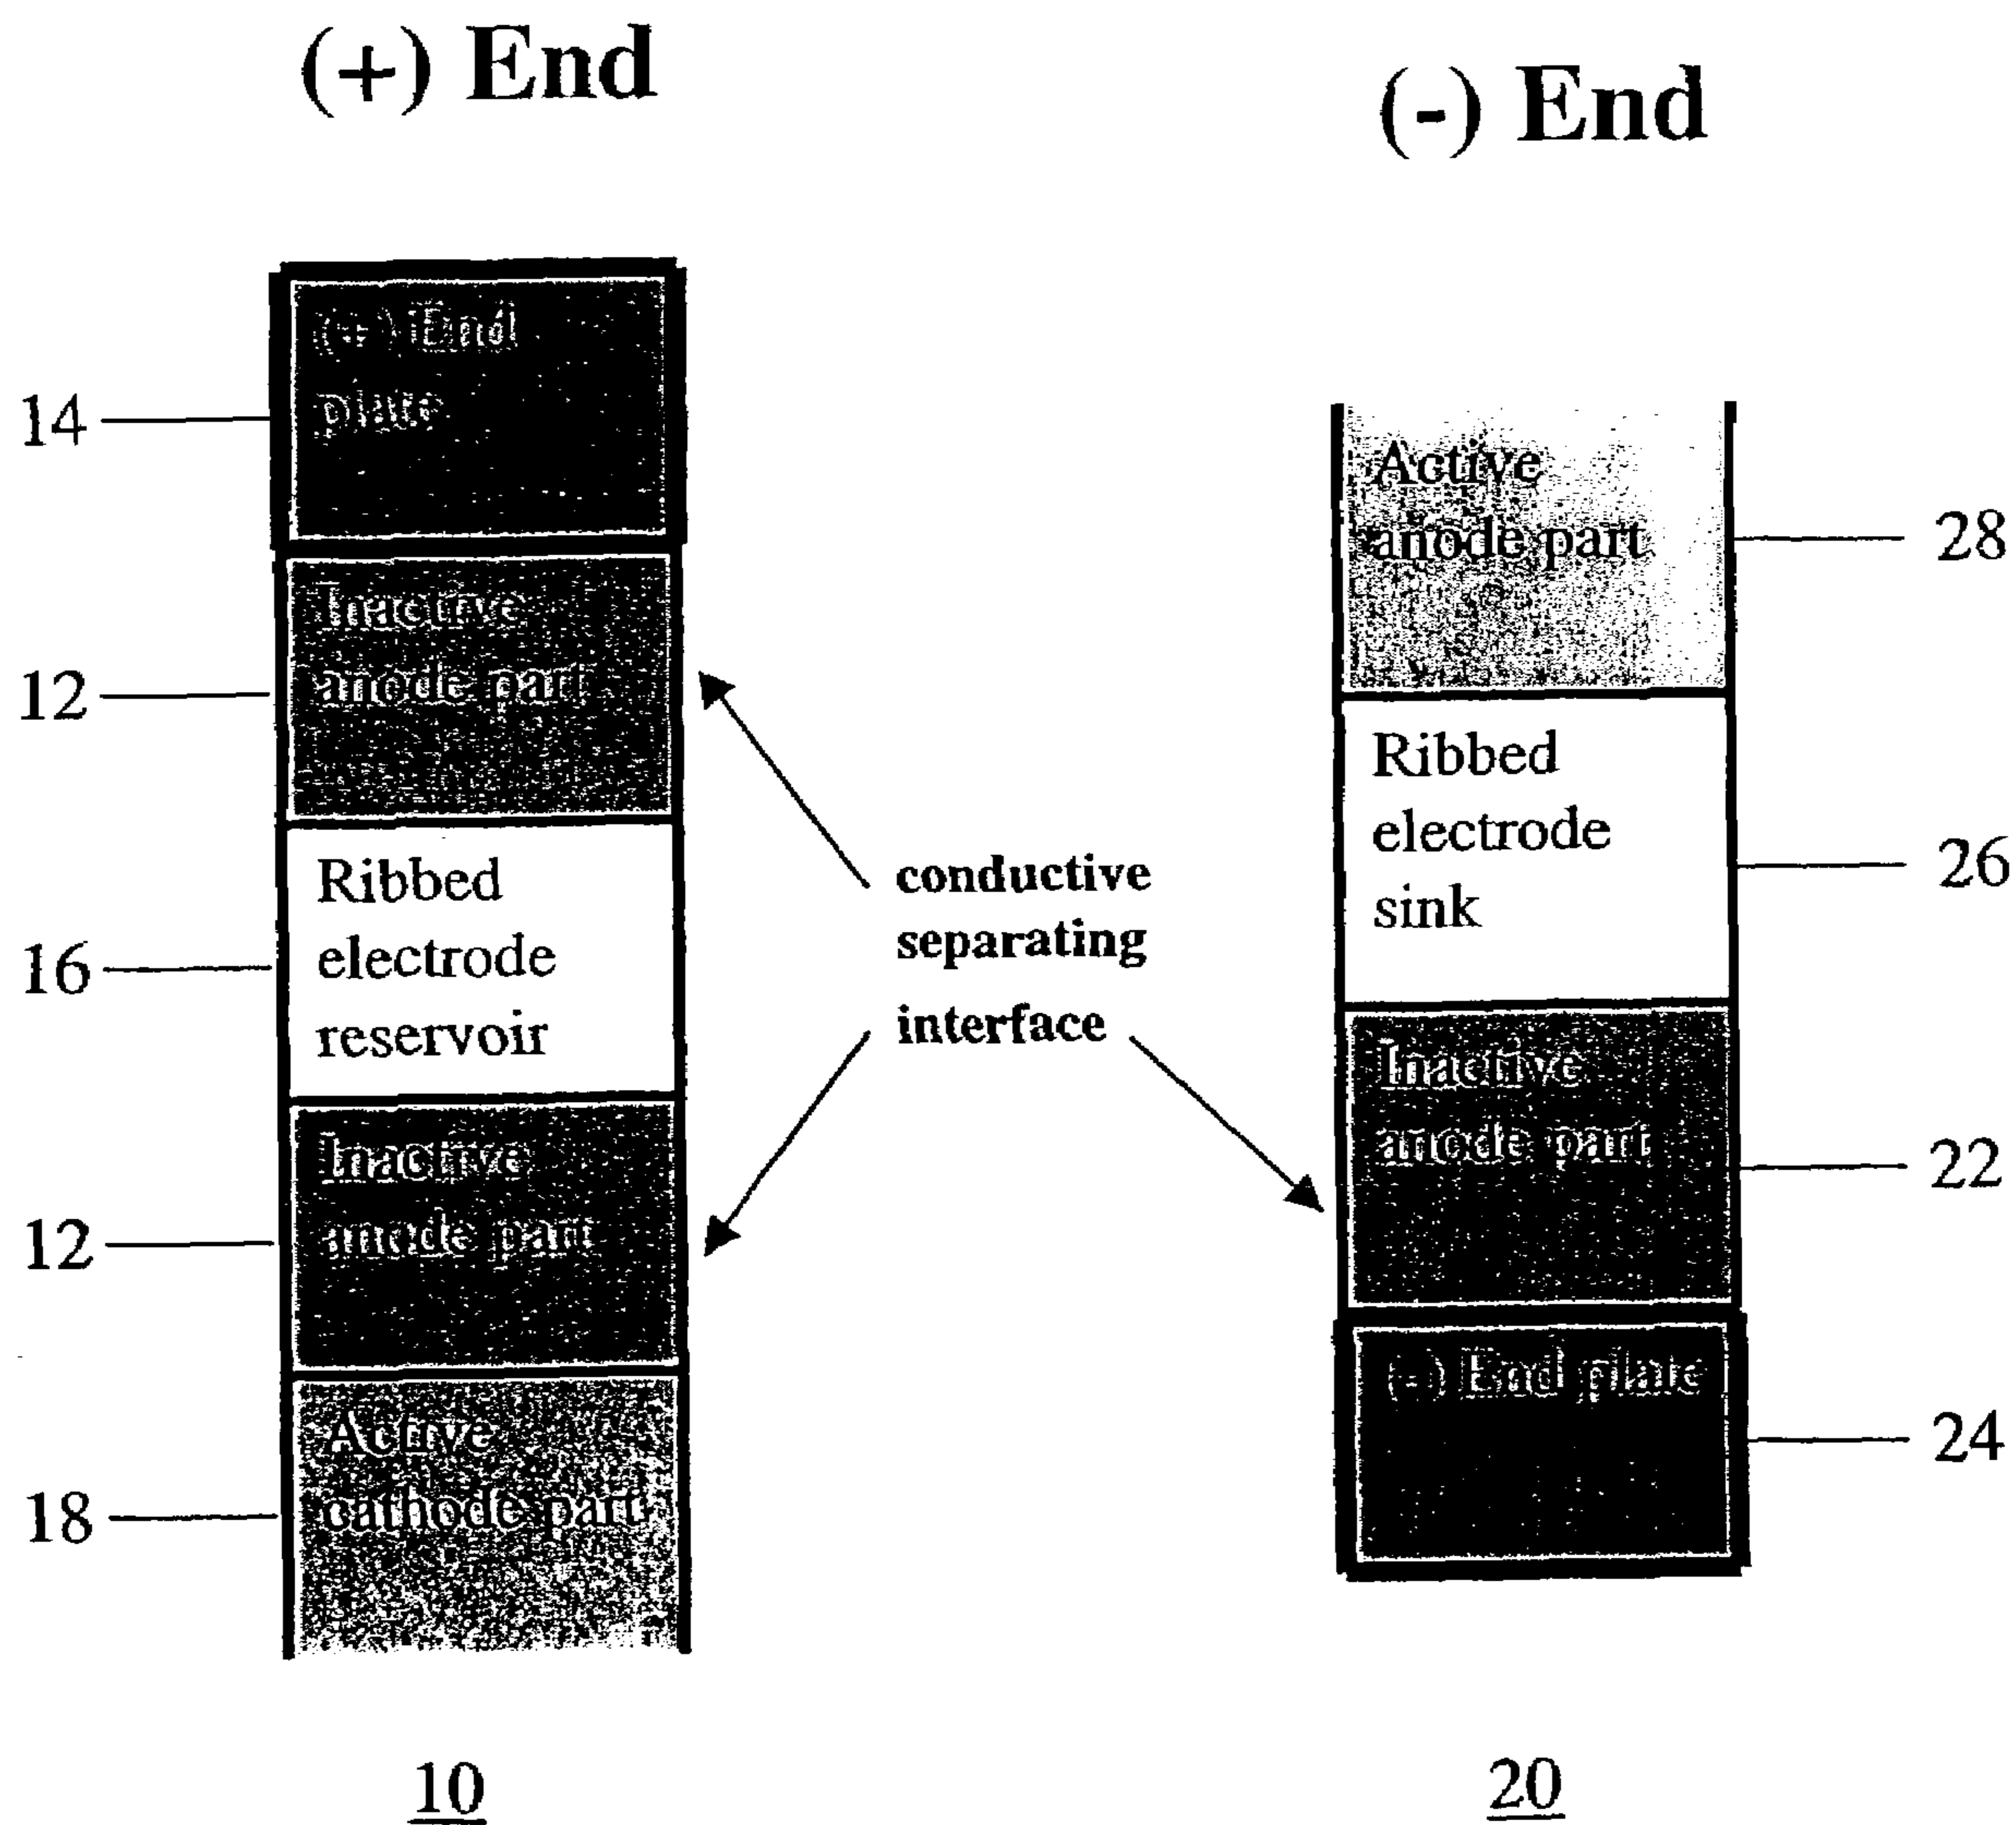 (+) End
(-) End
(+) End
plate
14
Inactive
anode part
12
Ribbed
electrode
reservoir
16
Inactive
anode part
12
Active
cathode part
18
conductive
separating
interface
Active
anode part
28
Ribbed
electrode
sink
26
Inactive
anode part
22
(-) End plate
24
10
20